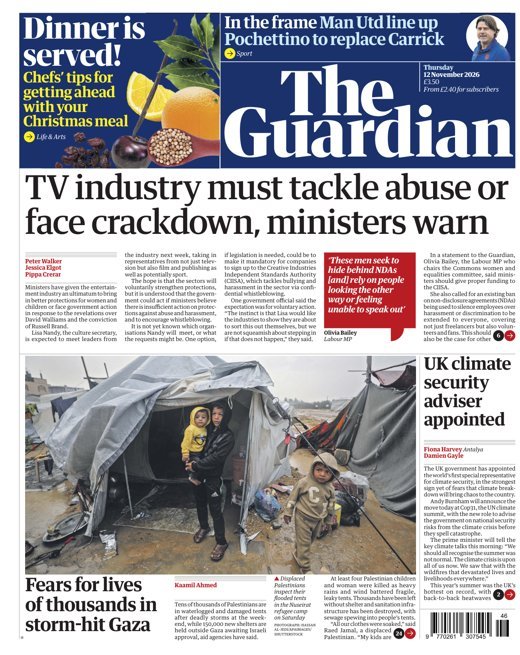 Dinner is
served!
Chefs' tips for
getting ahead
with your
Christmas meal
Life & Arts
In the frame Man Utd line up
Pochettino to replace Carrick
Sport
Thursday
12 November 2026
£3.50
From £2.40 for subscribers
The
Guardian
TV industry must tackle abuse or
face crackdown, ministers warn
Peter Walker
Jessica Elgot
Pippa Crerar
Ministers have given the entertain-
ment industry an ultimatum to bring
in better protections for women and
children or face government action
in response to the revelations over
David Walliams and the conviction
of Russell Brand.
Lisa Nandy, the culture secretary,
is expected to meet leaders from
the industry next week, taking in
representatives from not just televi-
sion but also film and publishing as
well as potentially sport.
The hope is that the sectors will
voluntarily strengthen protections,
but it is understood that the govern-
ment could act if ministers believe
there is insufficient action on protec-
tions against abuse and harassment,
and to encourage whistleblowing.
It is not yet known which organ-
isations Nandy will meet, or what
the requests might be. One option,
if legislation is needed, could be to
make it mandatory for companies
to sign up to the Creative Industries
Independent Standards Authority
(CIISA), which tackles bullying and
harassment in the sector via confi-
dential whistleblowing.
One government official said the
expectation was for voluntary action.
"The instinct is that Lisa would like
the industries to show they are about
to sort this out themselves, but we
are not squeamish about stepping in
if that does not happen," they said.
'These men seek to
hide behind NDAs
[and] rely on people
looking the other
way or feeling
unable to speak out'
Olivia Bailey
Labour MP
In a statement to the Guardian,
Olivia Bailey, the Labour MP who
chairs the Commons women and
equalities committee, said minis-
ters should give proper funding to
the CIISA.
She also called for an existing ban
on non-disclosure agreements (NDAs)
being used to silence employees over
harassment or discrimination to be
extended to everyone, covering
not just freelancers but also volun-
teers and fans. This should
also be the case for other
6
UK climate
security
adviser
appointed
Fiona Harvey Antalya
Damien Gayle
The UK government has appointed
the world's first special representative
for climate security, in the strongest
sign yet of fears that climate break-
down will bring chaos to the country.
Andy Burnham will announce the
move today at Cop31, the UN climate
summit, with the new role to advise
the government on national security
risks from the climate crisis before
they spell catastrophe.
The prime minister will tell the
key climate talks this morning: "We
should all recognise the summer was
not normal. The climate crisis is upon
all of us now. We saw that with the
wildfires that devastated lives and
livelihoods everywhere."
This year's summer was the UK's
hottest on record, with
back-to-back heatwaves
2
Fears for lives
of thousands in
storm-hit Gaza
Kaamil Ahmed
Tens of thousands of Palestinians are
in waterlogged and damaged tents
after deadly storms at the week-
end, while 150,000 new shelters are
held outside Gaza awaiting Israeli
approval, aid agencies have said.
Displaced
Palestinians
inspect their
flooded tents
in the Nuseirat
refugee camp
on Saturday
At least four Palestinian children
and woman were killed as heavy
rains and wind battered fragile,
leaky tents. Thousands have been left
without shelter and sanitation infra-
structure has been destroyed, with
sewage spewing into people's tents.
"All our clothes were soaked," said
Raed Jamal, a displaced
Palestinian. "My kids are
24
46
9 770261 307545